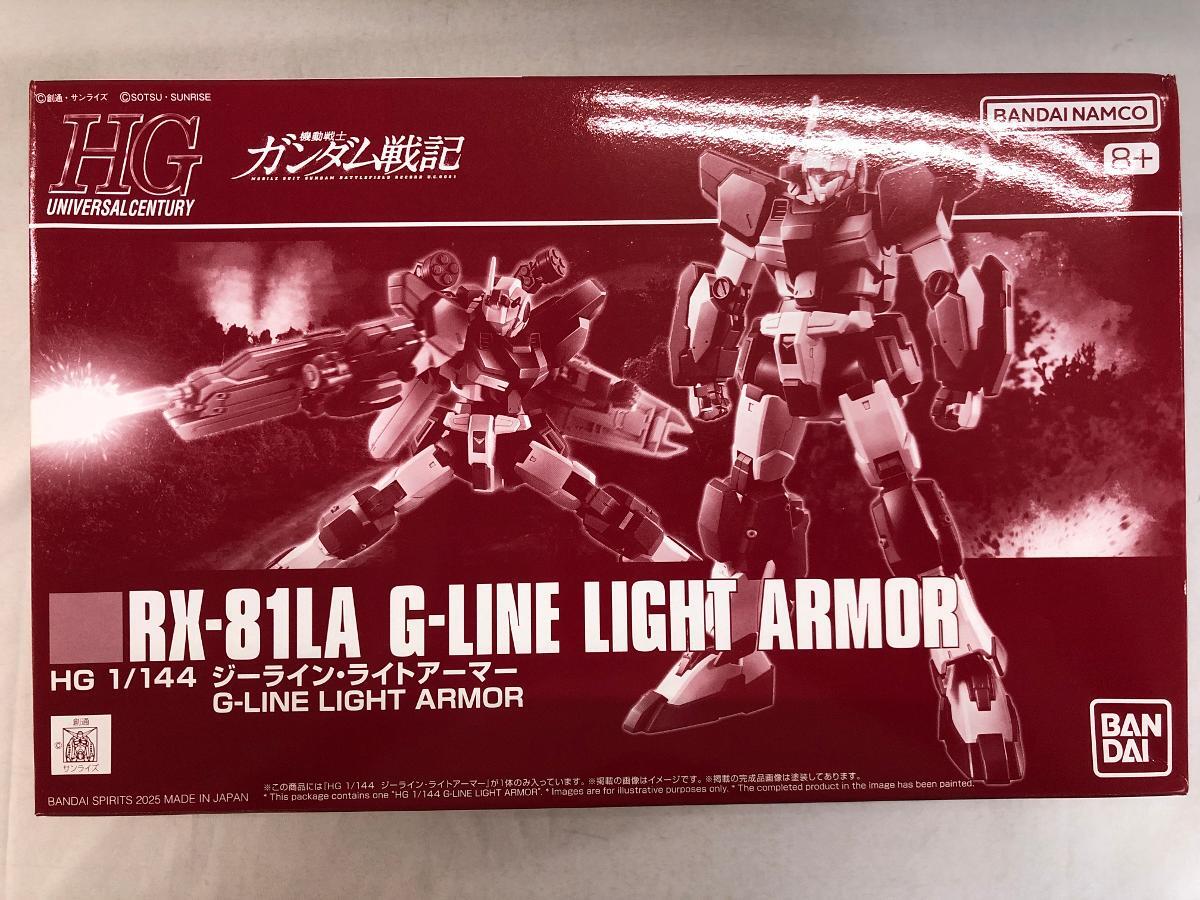 ©創通・サンライズ ©SOTSU・SUNRISE
HG
UNIVERSALCENTURY
機動戦士
ガンダム戦記
MOBILE SUIT GUNDAM BATTLEFIELD RECORD U.C.0081
BANDAI NAMCO
8+
RX-81LA G-LINE LIGHT ARMOR
HG 1/144 ジーライン・ライトアーマー
G-LINE LIGHT ARMOR
創通
©
サンライズ
BAN
DAI
BANDAI SPIRITS 2025 MADE IN JAPAN
※この商品には『HG 1/144 ジーライン・ライトアーマー』が1体のみ入っています。※掲載の画像はイメージです。※掲載の完成品画像は塗装してあります。
* This package contains one "HG 1/144 G-LINE LIGHT ARMOR". * Images are for illustrative purposes only. * The completed product in the image has been painted.